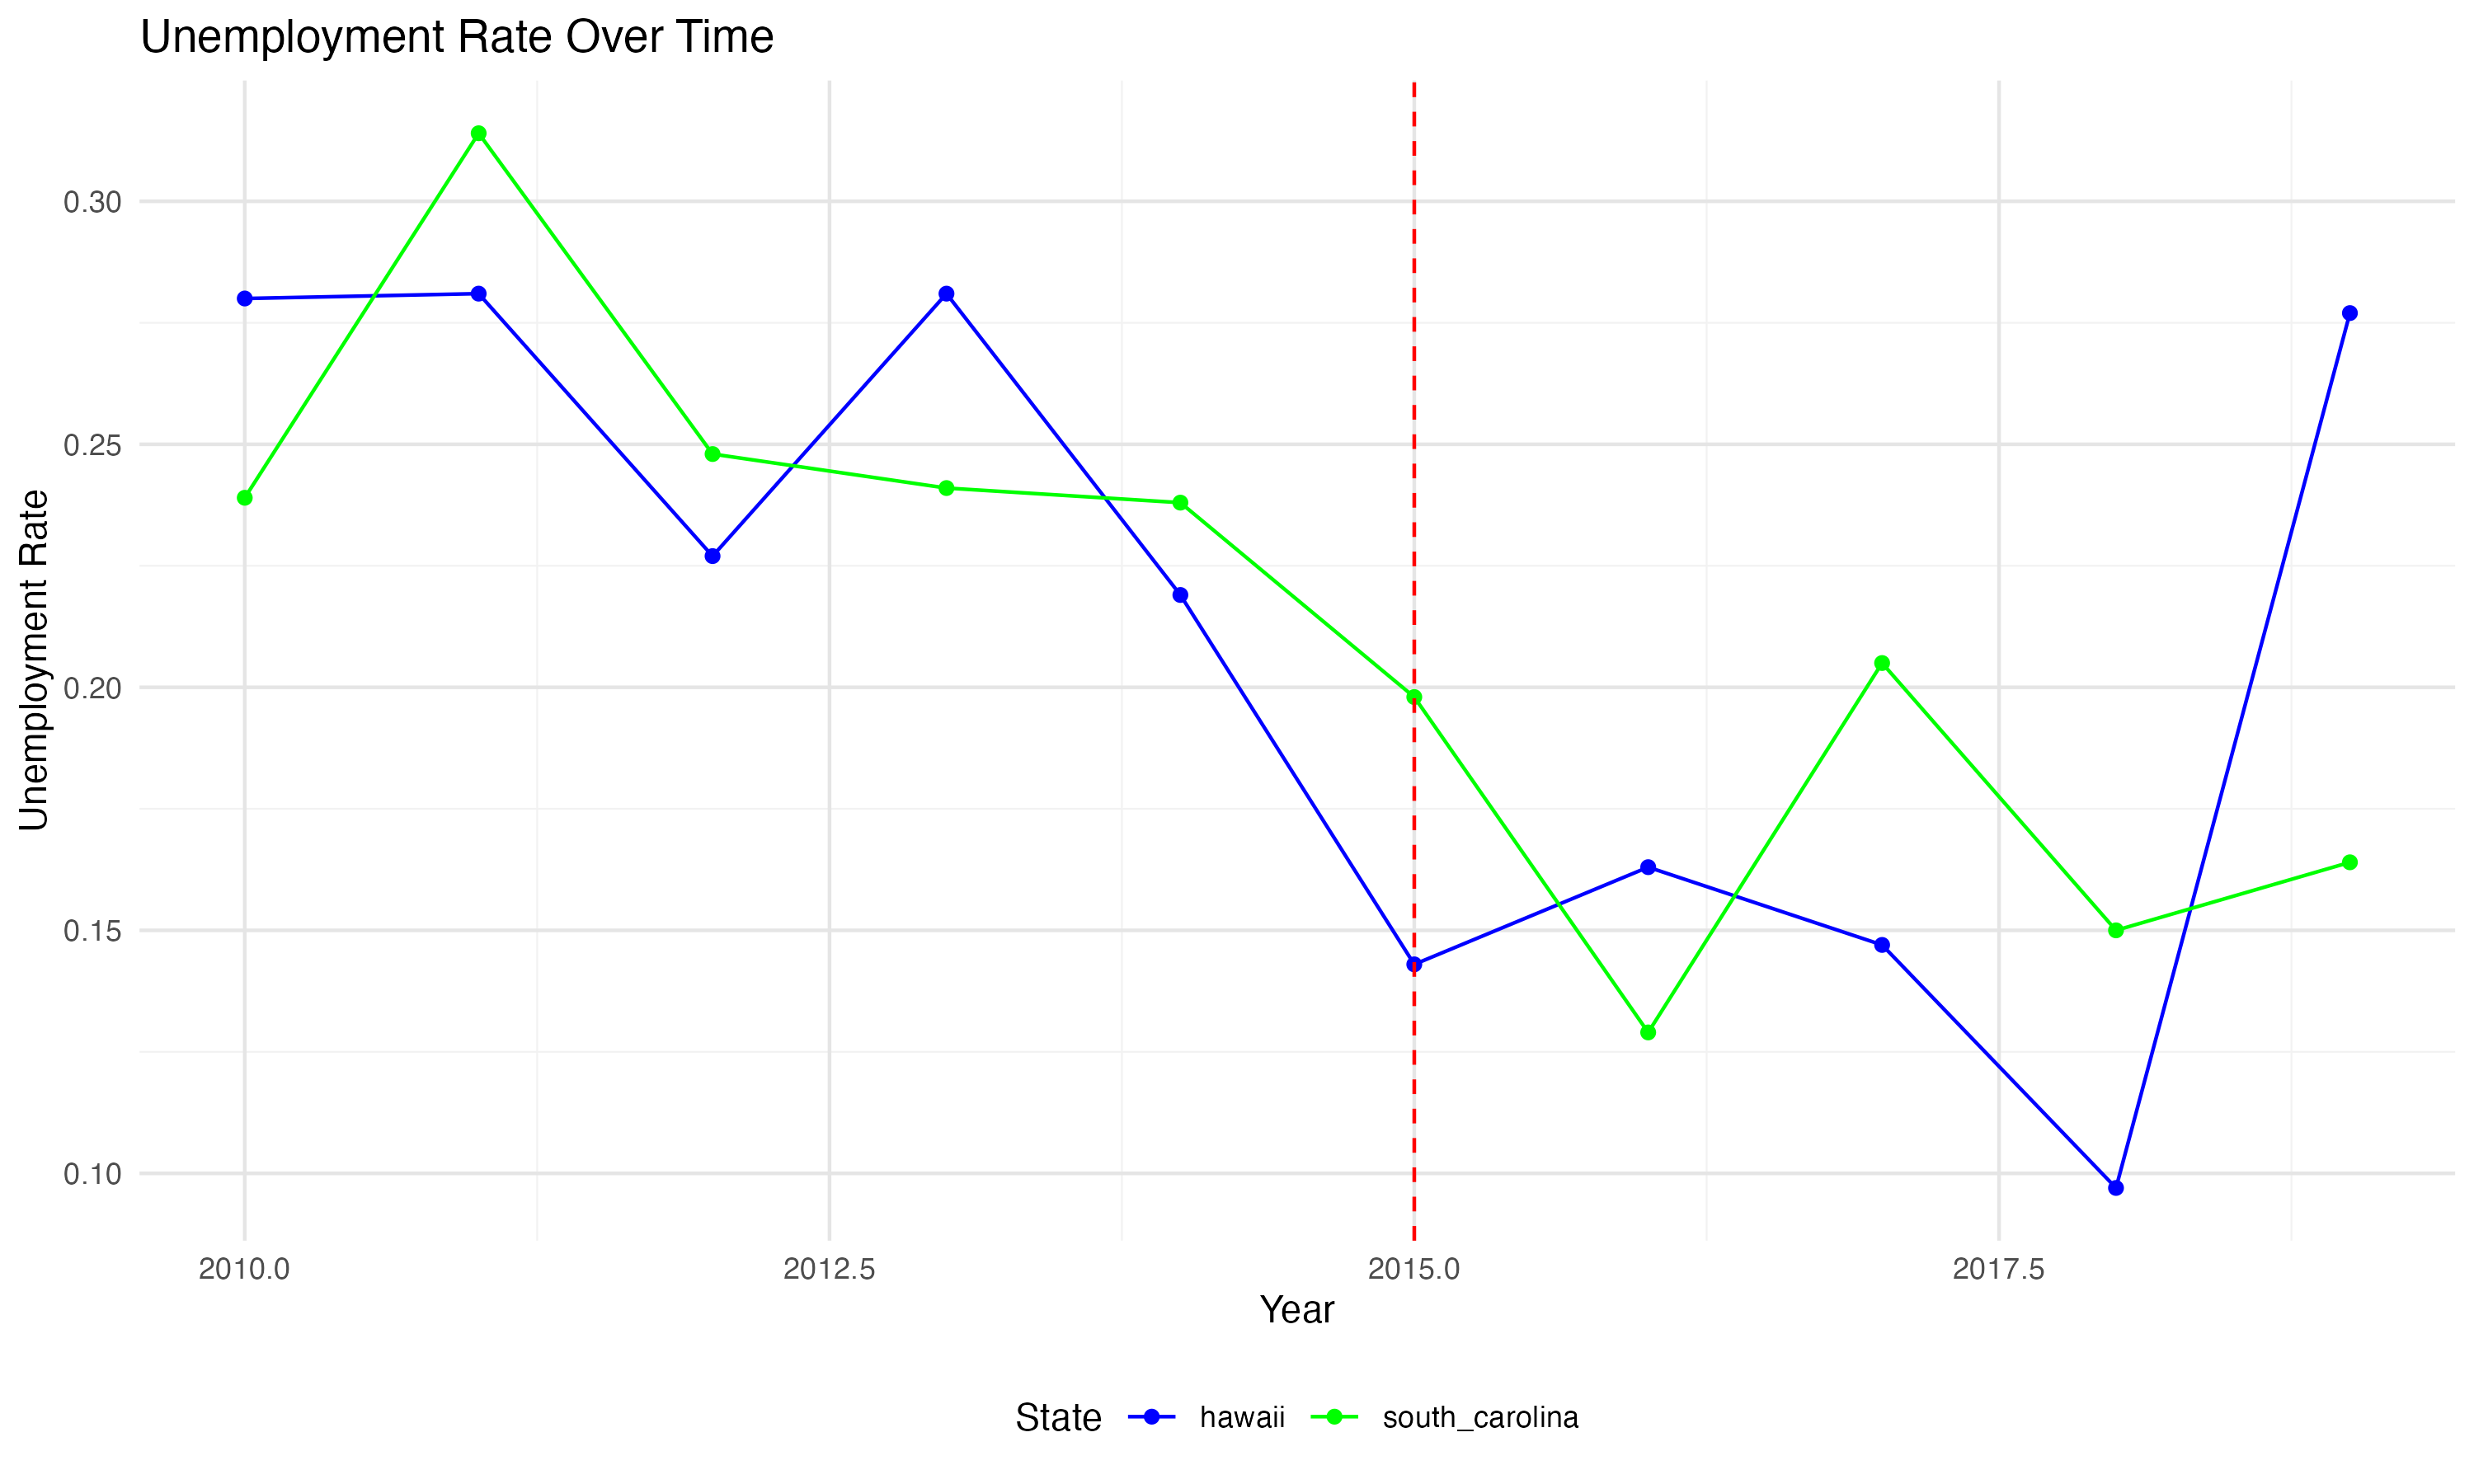 Unemployment Rate Over Time
Unemployment Rate
0.30
0.25
0.20
0.15
0.10
2010.0 2012.5 2015.0 2017.5
Year
State hawaii south_carolina